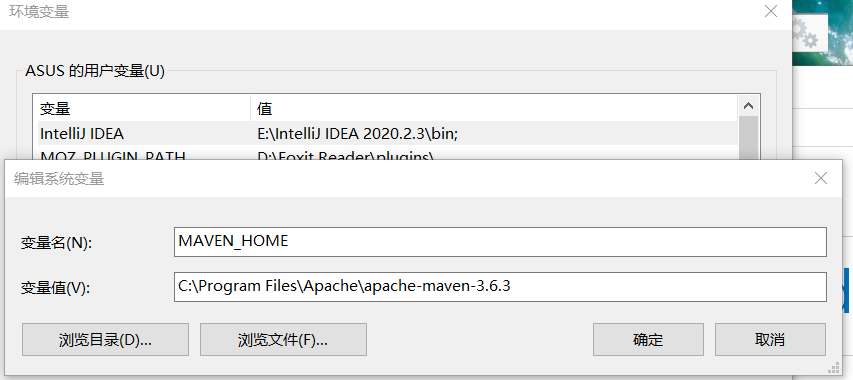 环境变量
ASUS 的用户变量(U)
变量 值
IntelliJ IDEA E:\IntelliJ IDEA 2020.2.3\bin;
MOZ_PLUGIN_PATH D:\Foxit Reader\plugins\
编辑系统变量
变量名(N): MAVEN_HOME
变量值(V): C:\Program Files\Apache\apache-maven-3.6.3
浏览目录(D)... 浏览文件(F)... 确定 取消